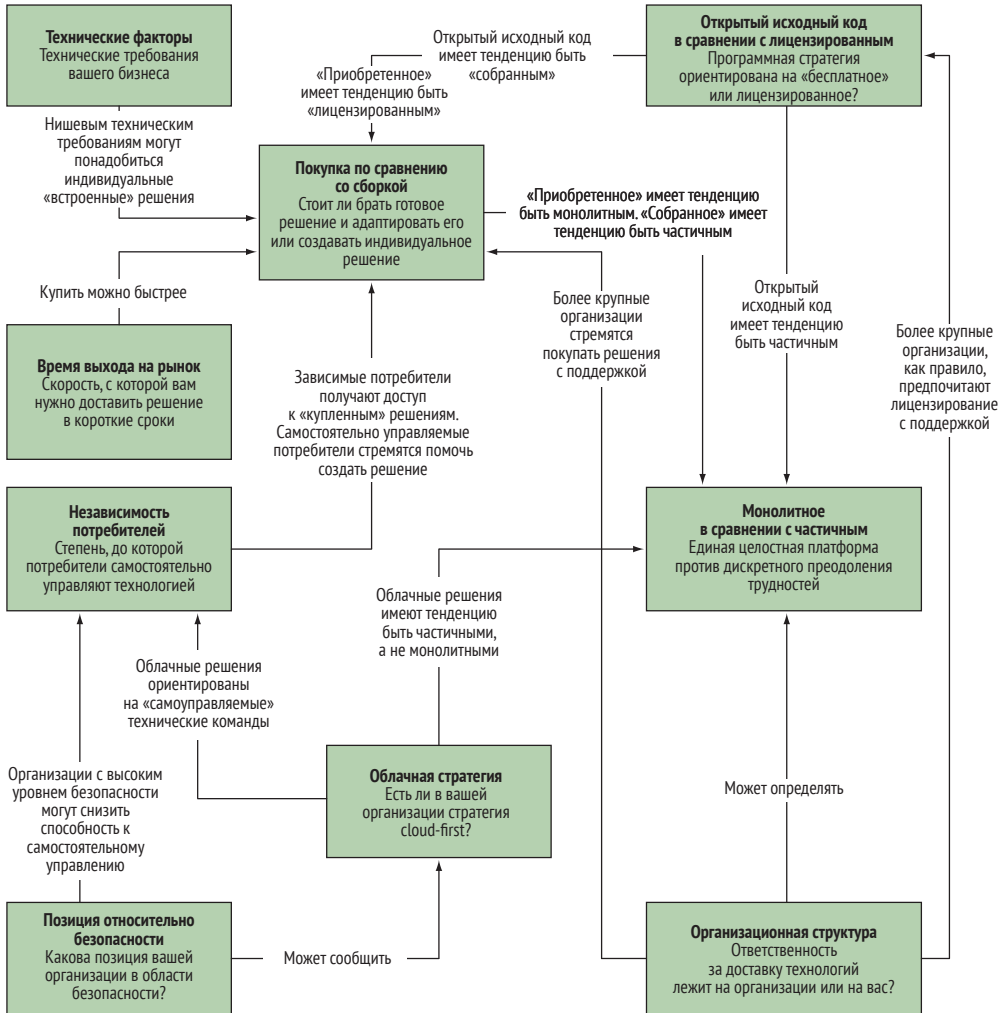 Технические факторы
Технические требования
вашего бизнеса
Открытый исходный код
имеет тенденцию быть
«собранным»
Открытый исходный код
в сравнении с лицензированным
Программная стратегия
ориентирована на «бесплатное»
или лицензированное?
«Приобретенное»
имеет тенденцию быть
«лицензированным»
Нишевым техническим
требованиям могут
понадобиться
индивидуальные
«встроенные» решения
Покупка по сравнению
со сборкой
Стоит ли брать готовое
решение и адаптировать его
или создавать индивидуальное
решение
«Приобретенное» имеет тенденцию
быть монолитным. «Собранное» имеет
тенденцию быть частичным
Купить можно быстрее
Более крупные
организации
стремятся
покупать решения
с поддержкой
Открытый
исходный код
имеет тенденцию
быть частичным
Более крупные
организации,
как правило,
предпочитают
лицензирование
с поддержкой
Время выхода на рынок
Скорость, с которой вам
нужно доставить решение
в короткие сроки
Зависимые потребители
получают доступ
к «купленным» решениям.
Самостоятельно управляемые
потребители стремятся помочь
создать решение
Независимость
потребителей
Степень, до которой
потребители самостоятельно
управляют технологией
Монолитное
в сравнении с частичным
Единая целостная платформа
против дискретного преодоления
трудностей
Облачные решения
имеют тенденцию
быть частичными,
а не монолитными
Облачные решения
ориентированы
на «самоуправляемые»
технические команды
Облачная стратегия
Есть ли в вашей
организации стратегия
cloud-first?
Может определять
Организации с высоким
уровнем безопасности
могут снизить
способность к
самостоятельному
управлению
Позиция относительно
безопасности
Какова позиция вашей
организации в области
безопасности?
Может сообщить
Организационная структура
Ответственность
за доставку технологий
лежит на организации или на вас?